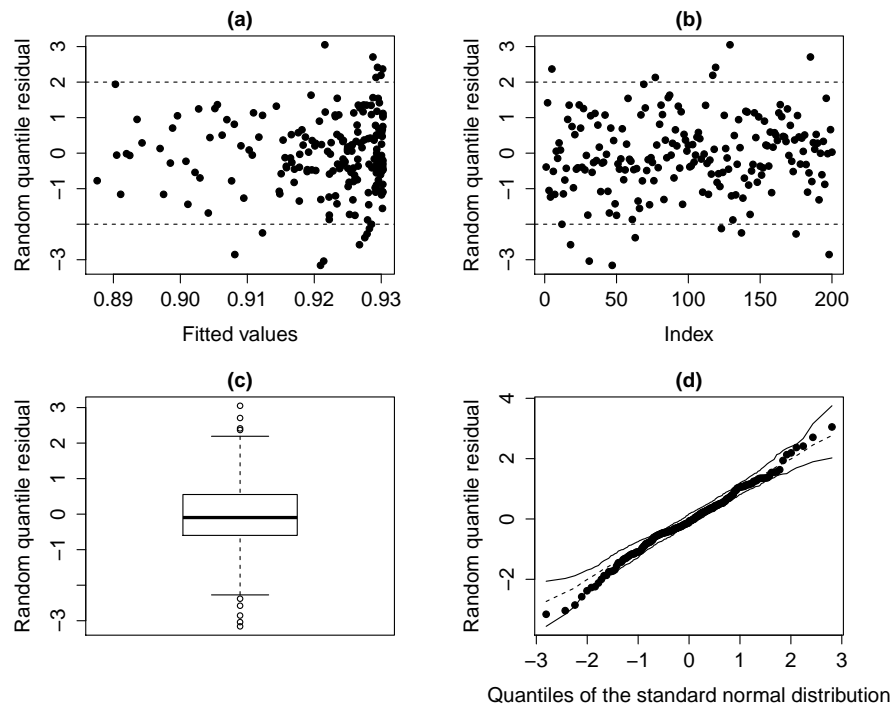 (a)
Random quantile residual
3
2
1
0
−1
−3
0.89 0.90 0.91 0.92 0.93
Fitted values
(b)
Random quantile residual
3
2
1
0
−1
−3
0 50 100 150 200
Index
(c)
Random quantile residual
3
2
1
0
−1
−3
(d)
Random quantile residual
4
2
0
−2
−3 −2 −1 0 1 2 3
Quantiles of the standard normal distribution